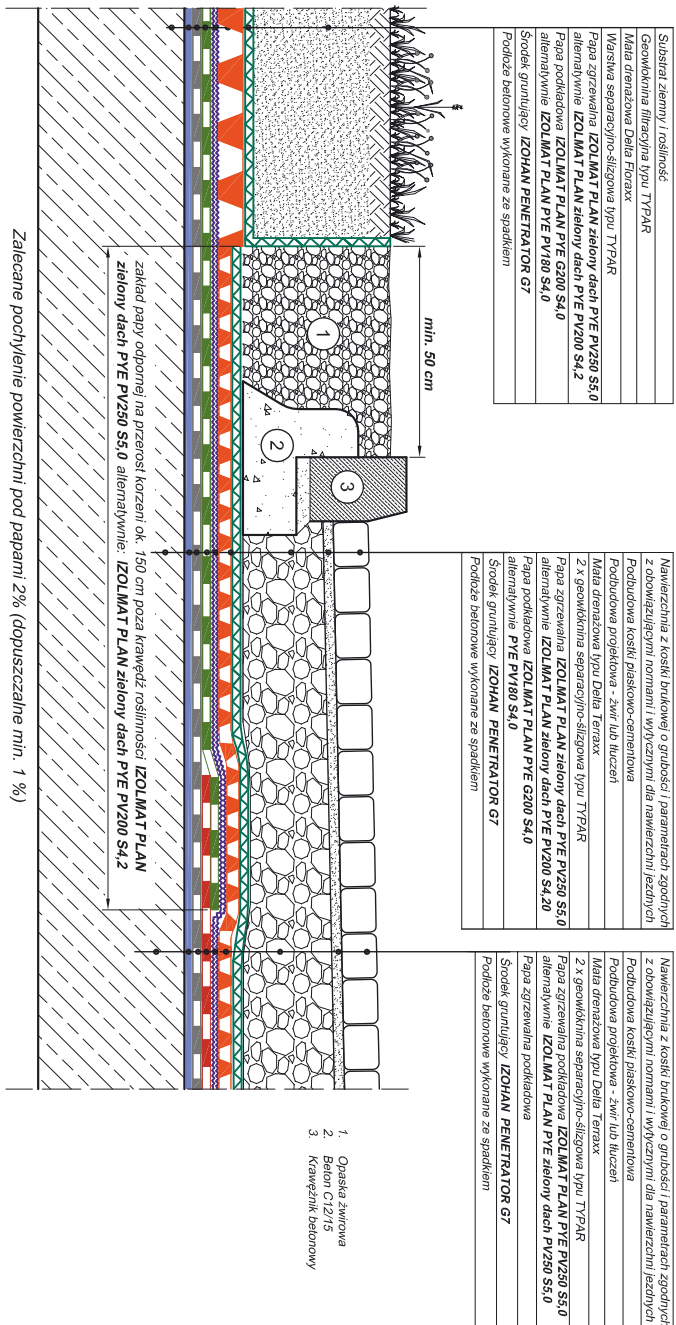 Substrat ziemny i roślinność
Geowłóknina filtracyjna typu TYPAR
Mata drenażowa Delta Floraxx
Warstwa separacyjno-ślizgowa typu TYPAR
Papa zgrzewalna IZOLMAT PLAN zielony dach PYE PV250 S5,0
alternatywnie IZOLMAT PLAN zielony dach PYE PV200 S4,2
Papa podkładowa IZOLMAT PLAN PYE G200 S4,0
alternatywnie IZOLMAT PLAN PYE PV180 S4,0
Środek gruntujący IZOHAN PENETRATOR G7
Podłoże betonowe wykonane ze spadkiem
Nawierzchnia z kostki brukowej o grubości i parametrach zgodnych
z obowiązującymi normami i wytycznymi dla nawierzchni jezdnych
Podbudowa kostki piaskowo-cementowa
Podbudowa projektowa - żwir lub tłuczeń
Mata drenażowa typu Delta Terraxx
2 x geowłóknina separacyjno-ślizgowa typu TYPAR
Papa zgrzewalna IZOLMAT PLAN zielony dach PYE PV250 S5,0
alternatywnie IZOLMAT PLAN zielony dach PYE PV200 S4,20
Papa podkładowa IZOLMAT PLAN PYE G200 S4,0
alternatywnie PYE PV180 S4,0
Środek gruntujący IZOHAN PENETRATOR G7
Podłoże betonowe wykonane ze spadkiem
Nawierzchnia z kostki brukowej o grubości i parametrach zgodnych
z obowiązującymi normami i wytycznymi dla nawierzchni jezdnych
Podbudowa kostki piaskowo-cementowa
Podbudowa projektowa - żwir lub tłuczeń
Mata drenażowa typu Delta Terraxx
2 x geowłóknina separacyjno-ślizgowa typu TYPAR
Papa zgrzewalna podkładowa IZOLMAT PLAN PYE PV250 S5,0
alternatywnie IZOLMAT PLAN PYE zielony dach PV250 S5,0
Papa zgrzewalna podkładowa
Środek gruntujący IZOHAN PENETRATOR G7
Podłoże betonowe wykonane ze spadkiem
min. 50 cm
1
2
3
1. Opaska żwirowa
2. Beton C12/15
3. Krawężnik betonowy
zakład papy odpornej na przerost korzeni ok. 150 cm poza krawędź roślinności IZOLMAT PLAN
zielony dach PYE PV250 S5,0 alternatywnie: IZOLMAT PLAN zielony dach PYE PV200 S4,2
Zalecane pochylenie powierzchni pod papami 2% (dopuszczalne min. 1 %)